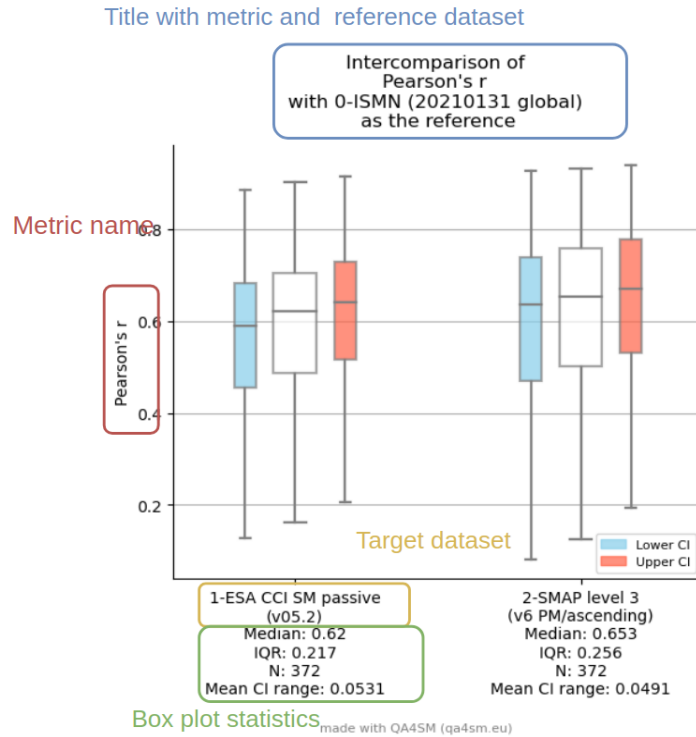 Title with metric and reference dataset
Intercomparison of
Pearson's r
with 0-ISMN (20210131 global)
as the reference
Metric name
0.8
0.6
0.4
0.2
Pearson's r
Target dataset
Lower CI
Upper CI
1-ESA CCI SM passive
(v05.2)
Median: 0.62
IQR: 0.217
N: 372
Mean CI range: 0.0531
2-SMAP level 3
(v6 PM/ascending)
Median: 0.653
IQR: 0.256
N: 372
Mean CI range: 0.0491
Box plot statistics
made with QA4SM (qa4sm.eu)